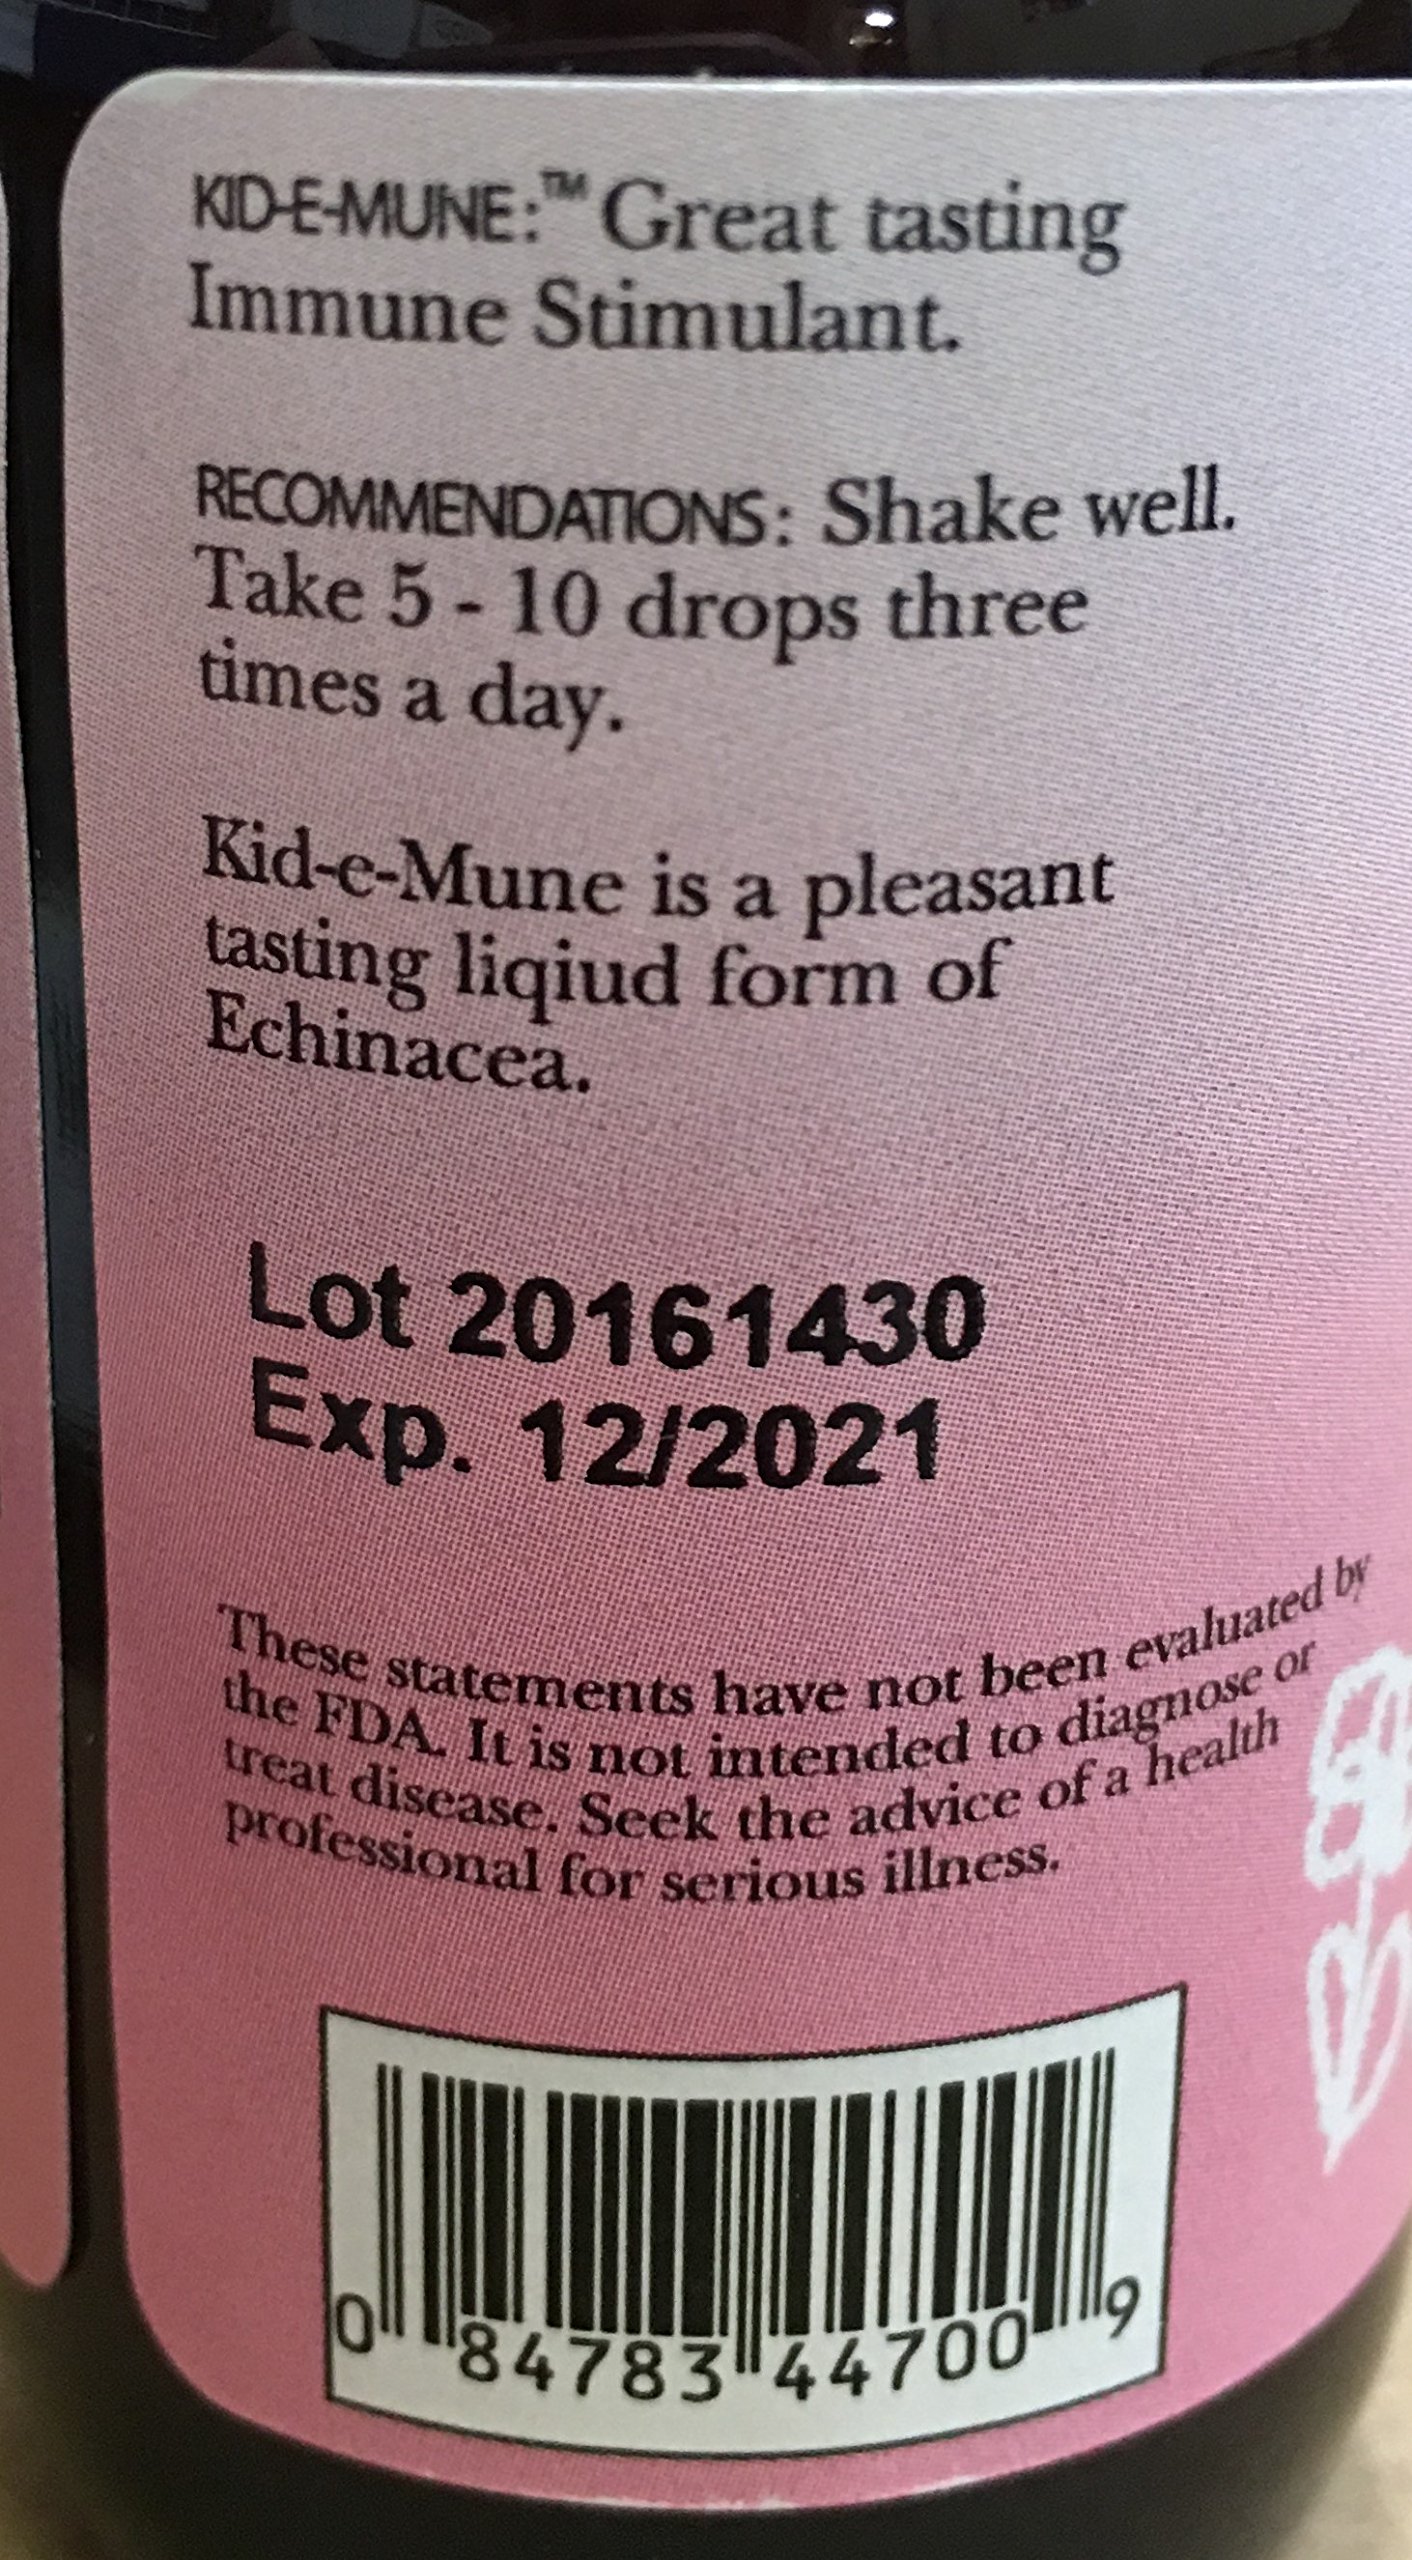 KID-E-MUNE:™ Great tasting
Immune Stimulant.
RECOMMENDATIONS: Shake well.
Take 5 - 10 drops three
times a day.
Kid-e-Mune is a pleasant
tasting liqiud form of
Echinacea.
Lot 20161430
Exp. 12/2021
These statements have not been evaluated by
the FDA. It is not intended to diagnose or
treat disease. Seek the advice of a health
professional for serious illness.
0 84783 44700 9